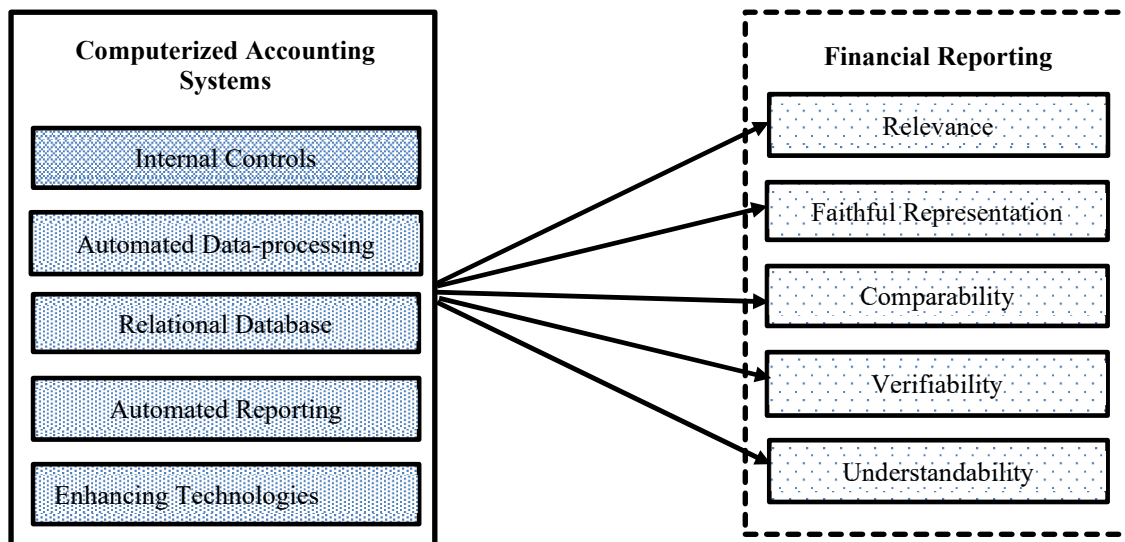 Computerized Accounting
Systems
Internal Controls
Automated Data-processing
Relational Database
Automated Reporting
Enhancing Technologies
Financial Reporting
Relevance
Faithful Representation
Comparability
Verifiability
Understandability